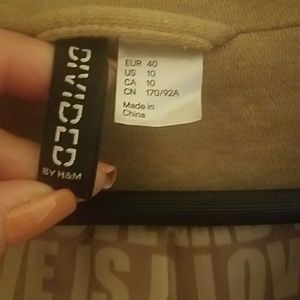 DIVIDED
BY H&M
EUR 40
US 10
CA 10
CN 170/92A
Made in
China